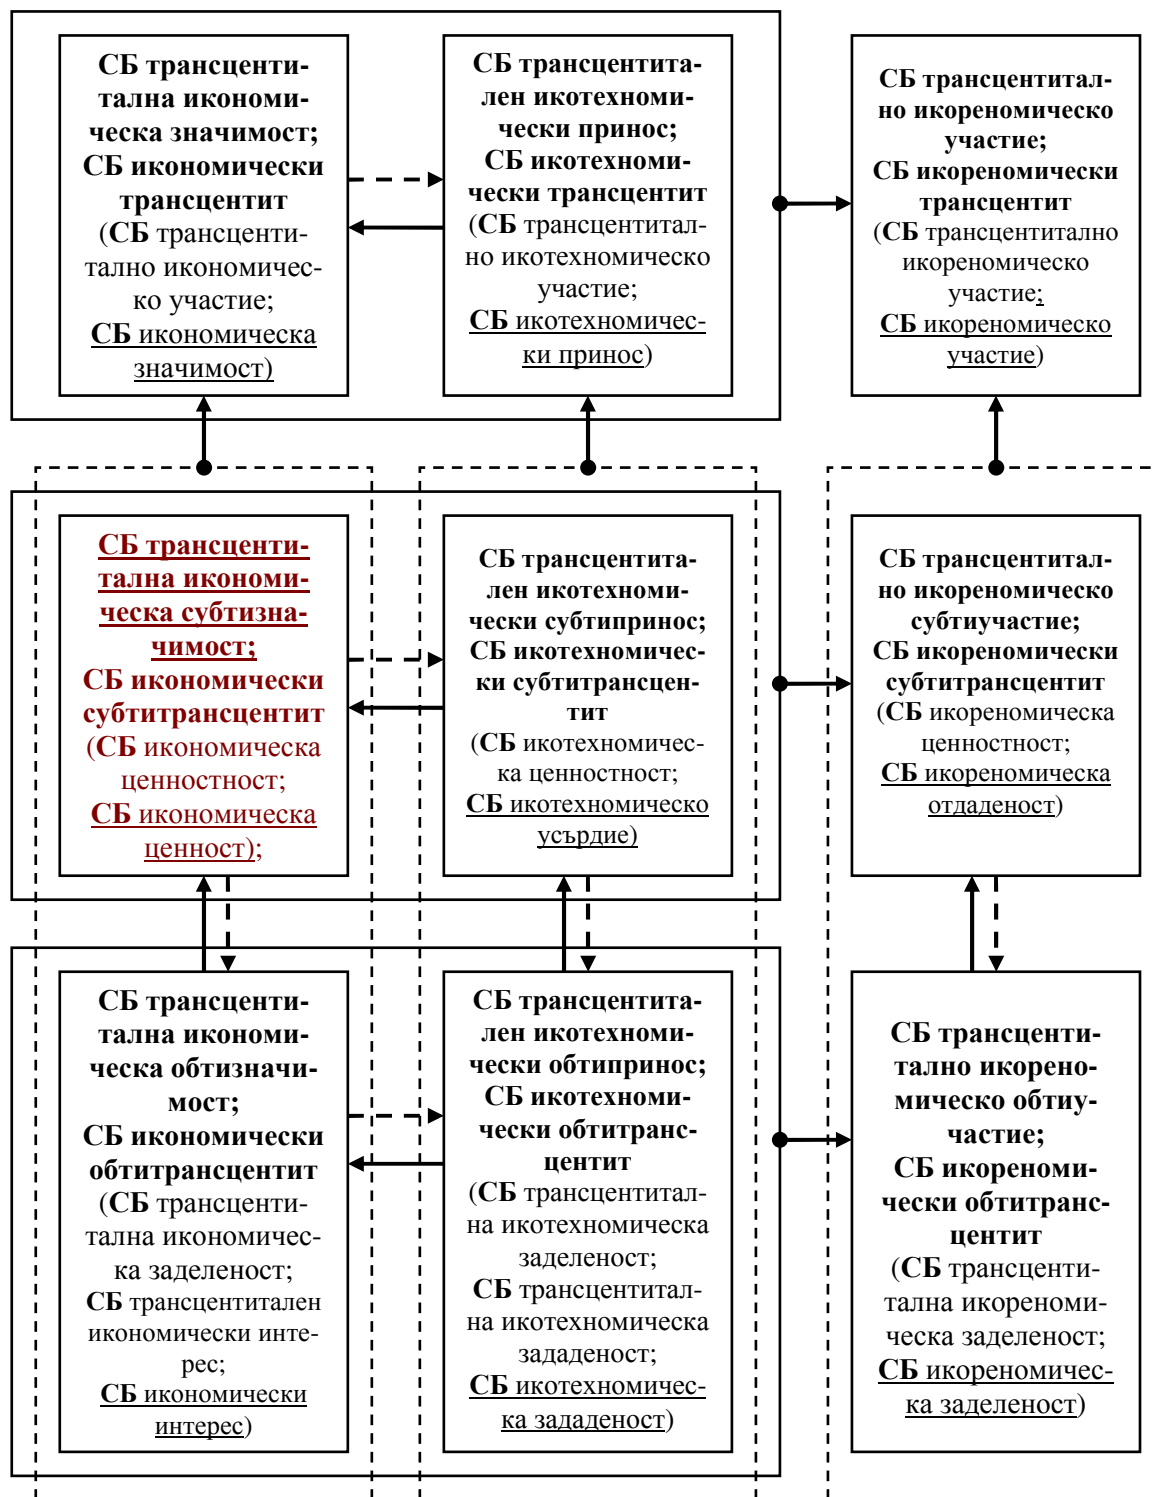 СБ трансценти-
тална икономи-
ческа значимост;
СБ икономически
трансцентит
(СБ трансценти-
тално икономичес-
ко участие;
СБ икономическа
значимост)
СБ трансцентита-
лен икотехноми-
чески принос;
СБ икотехноми-
чески трансцентит
(СБ трансцентитал-
но икотехномическо
участие;
СБ икотехномичес-
ки принос)
СБ трансцентитал-
но икореномическо
участие;
СБ икореномически
трансцентит
(СБ трансцентитално
икореномическо
участие;
СБ икореномическо
участие)
СБ трансценти-
тална икономи-
ческа субтизна-
чимост;
СБ икономически
субтитрансцентит
(СБ икономическа
ценностност;
СБ икономическа
ценност);
СБ трансцентита-
лен икотехноми-
чески субтипринос;
СБ икотехномичес-
ки субтитрансцен-
тит
(СБ икотехномичес-
ка ценностност;
СБ икотехномическо
усърдие)
СБ трансцентитал-
но икореномическо
субтиучастие;
СБ икореномически
субтитрансцентит
(СБ икореномическа
ценностност;
СБ икореномическа
отдаденост)
СБ трансценти-
тална икономи-
ческа обтизначи-
мост;
СБ икономически
обтитрансцентит
(СБ трансценти-
тална икономичес-
ка заделеност;
СБ трансцентитален
икономически инте-
рес;
СБ икономически
интерес)
СБ трансцентита-
лен икотехноми-
чески обтипринос;
СБ икотехноми-
чески обтитранс-
центит
(СБ трансцентитал-
на икотехномическа
заделеност;
СБ трансцентитал-
на икотехномическа
зададеност;
СБ икотехномичес-
ка зададеност)
СБ трансценти-
тално икорено-
мическо обтиу-
частие;
СБ икореноми-
чески обтитранс-
центит
(СБ трансценти-
тална икореноми-
ческа заделеност;
СБ икореномичес-
ка заделеност)